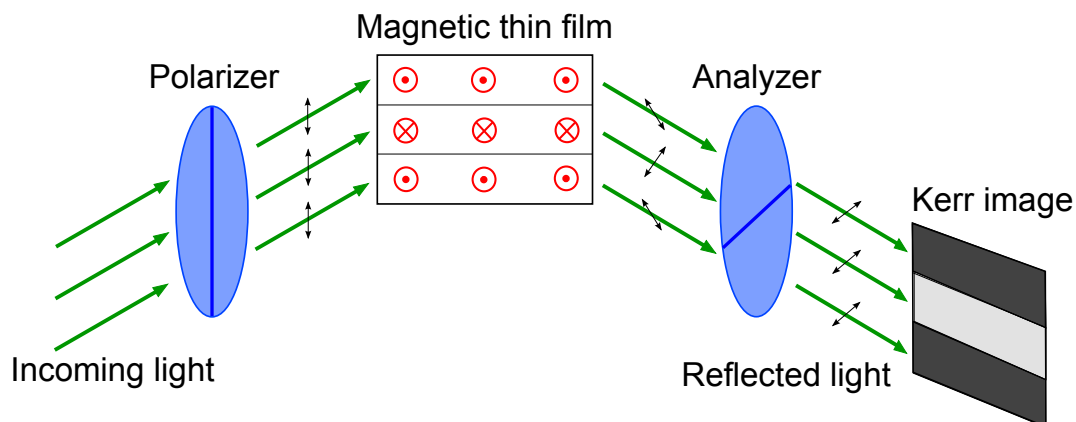 Magnetic thin film
Polarizer
Analyzer
Kerr image
Incoming light
Reflected light